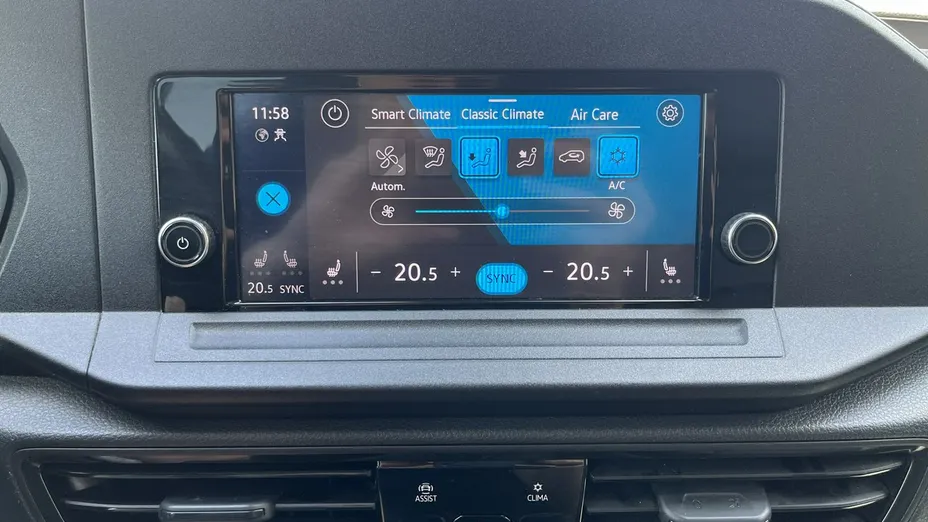 11:58
Smart Climate Classic Climate Air Care
Autom. A/C
- 20.5 + SYNC - 20.5 +
20.5 SYNC
ASSIST CLIMA